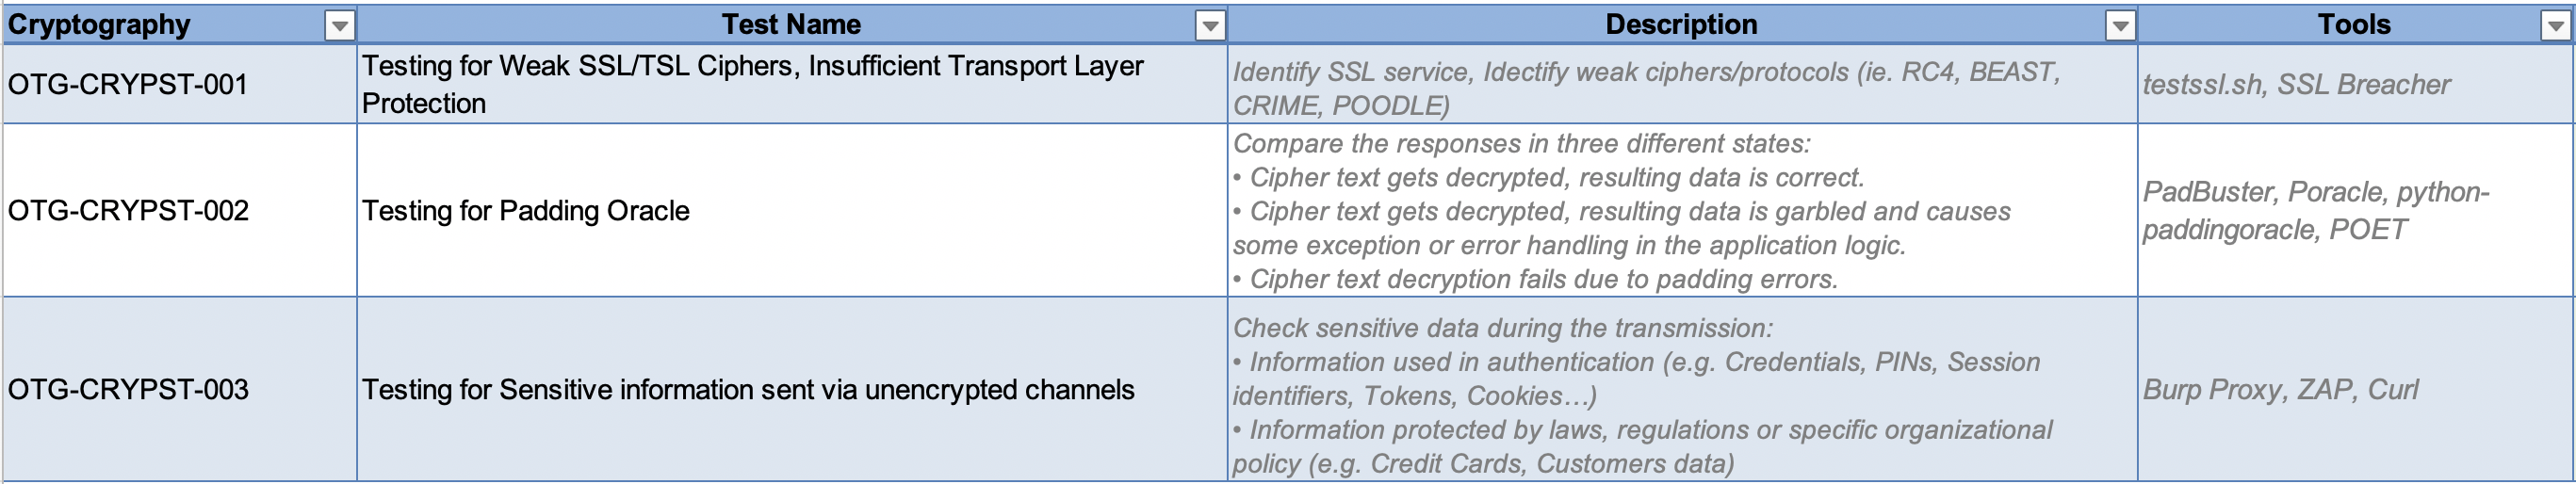 Cryptography
Test Name
Description
Tools
OTG-CRYPST-001
Testing for Weak SSL/TSL Ciphers, Insufficient Transport Layer
Protection
Identify SSL service, Idectify weak ciphers/protocols (ie. RC4, BEAST,
CRIME, POODLE)
testssl.sh, SSL Breacher
OTG-CRYPST-002
Testing for Padding Oracle
Compare the responses in three different states:
• Cipher text gets decrypted, resulting data is correct.
• Cipher text gets decrypted, resulting data is garbled and causes
some exception or error handling in the application logic.
• Cipher text decryption fails due to padding errors.
PadBuster, Poracle, python-
paddingoracle, POET
OTG-CRYPST-003
Testing for Sensitive information sent via unencrypted channels
Check sensitive data during the transmission:
• Information used in authentication (e.g. Credentials, PINs, Session
identifiers, Tokens, Cookies…)
• Information protected by laws, regulations or specific organizational
policy (e.g. Credit Cards, Customers data)
Burp Proxy, ZAP, Curl